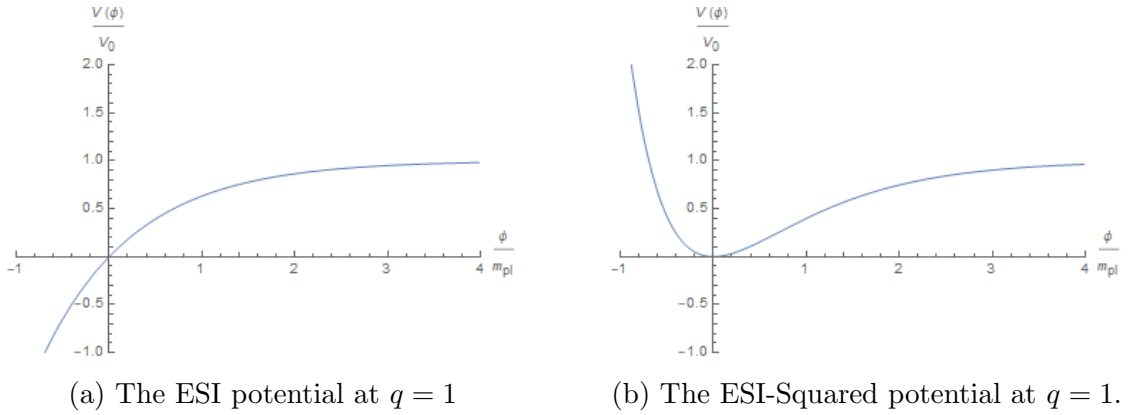 V(ϕ)
V₀
2.0
1.5
1.0
0.5
-0.5
-1.0
-1
1
2
3
4
ϕ
mₚₗ
(a) The ESI potential at q = 1
V(ϕ)
V₀
2.0
1.5
1.0
0.5
-0.5
-1.0
-1
1
2
3
4
ϕ
mₚₗ
(b) The ESI-Squared potential at q = 1.